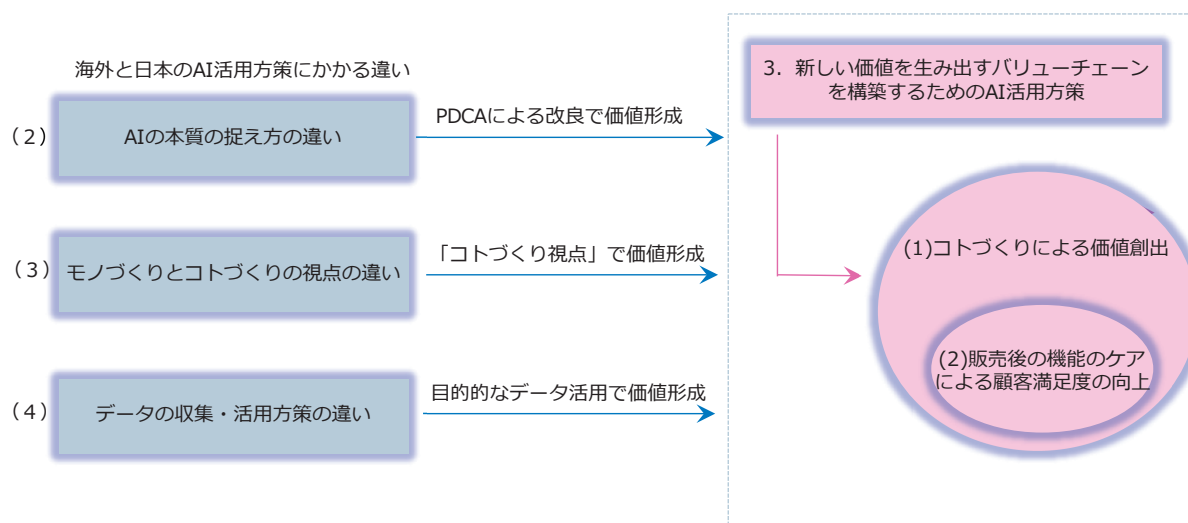 海外と日本のAI活用方策にかかる違い
(2)
AIの本質の捉え方の違い
PDCAによる改良で価値形成
(3)
モノづくりとコトづくりの視点の違い
「コトづくり視点」で価値形成
(4)
データの収集・活用方策の違い
目的的なデータ活用で価値形成
3. 新しい価値を生み出すバリューチェーン
を構築するためのAI活用方策
(1)コトづくりによる価値創出
(2)販売後の機能のケア
による顧客満足度の向上